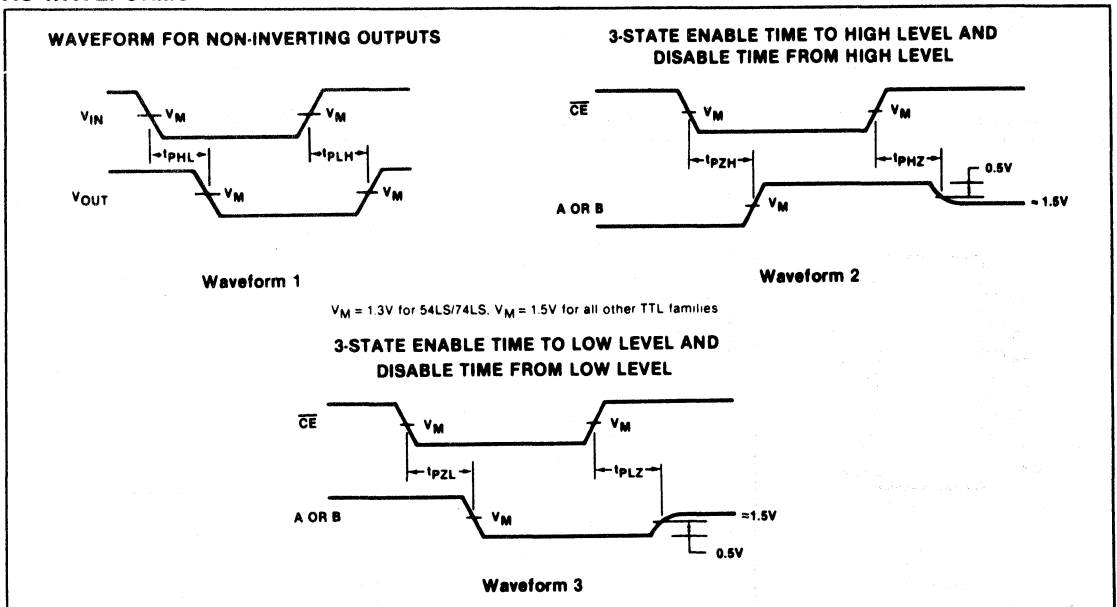 WAVEFORM FOR NON-INVERTING OUTPUTS
VIN
VM
VM
tPHL
tPLH
VOUT
VM
VM
Waveform 1
3-STATE ENABLE TIME TO HIGH LEVEL AND
DISABLE TIME FROM HIGH LEVEL
CE
VM
VM
tPZH
tPHZ
0.5V
A OR B
VM
≈ 1.5V
Waveform 2
VM = 1.3V for 54LS/74LS. VM = 1.5V for all other TTL families
3-STATE ENABLE TIME TO LOW LEVEL AND
DISABLE TIME FROM LOW LEVEL
CE
VM
VM
tPZL
tPLZ
A OR B
VM
≈1.5V
0.5V
Waveform 3